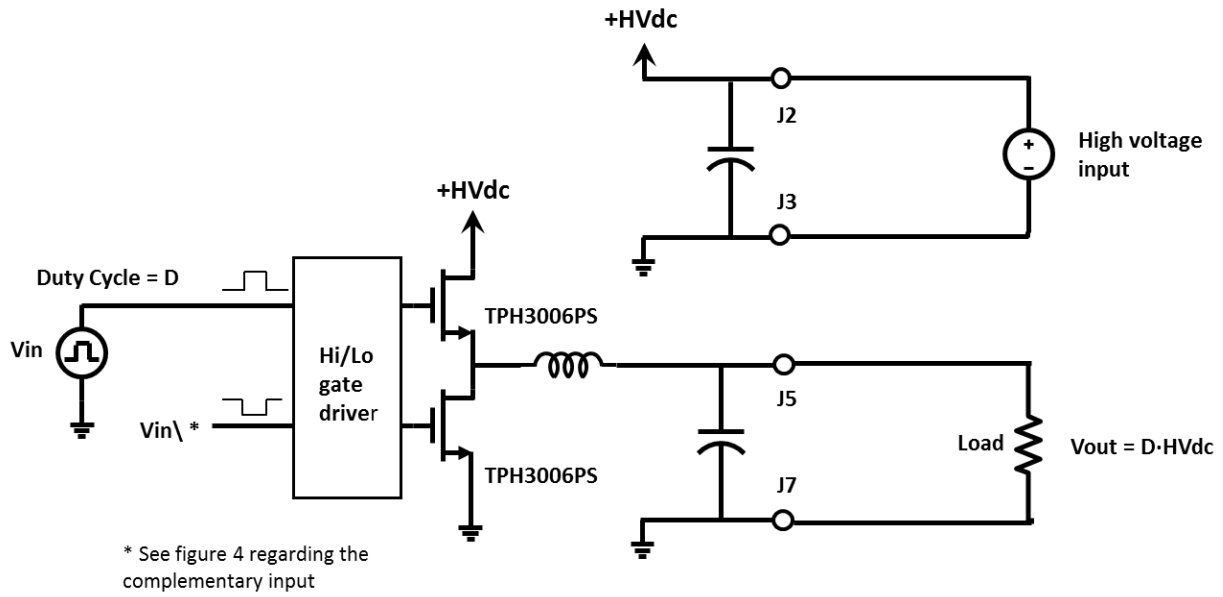 +HVdc
J2
High voltage
input
J3
+HVdc
Duty Cycle = D
TPH3006PS
Vin
Hi/Lo
gate
driver
J5
Vin\ *
Load
Vout = D·HVdc
TPH3006PS
J7
* See figure 4 regarding the
complementary input